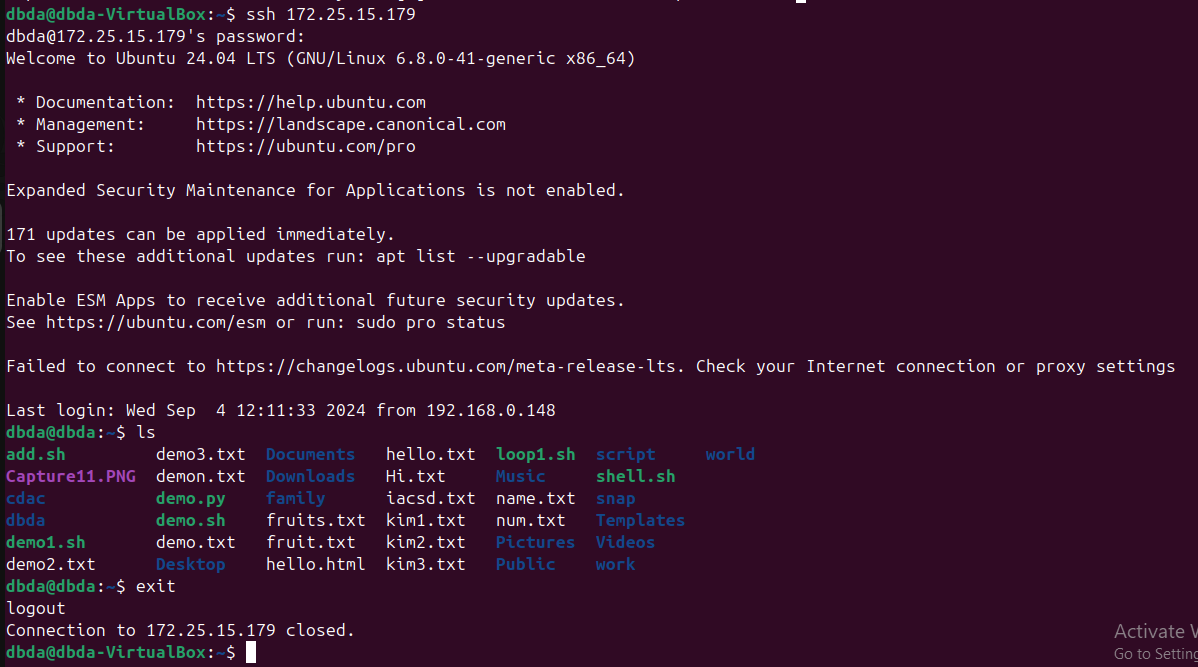 dbda@dbda-VirtualBox:~$ ssh 172.25.15.179
dbda@172.25.15.179's password:
Welcome to Ubuntu 24.04 LTS (GNU/Linux 6.8.0-41-generic x86_64)
* Documentation:  https://help.ubuntu.com
* Management:     https://landscape.canonical.com
* Support:        https://ubuntu.com/pro
Expanded Security Maintenance for Applications is not enabled.
171 updates can be applied immediately.
To see these additional updates run: apt list --upgradable
Enable ESM Apps to receive additional future security updates.
See https://ubuntu.com/esm or run: sudo pro status
Failed to connect to https://changelogs.ubuntu.com/meta-release-lts. Check your Internet connection or proxy settings
Last login: Wed Sep  4 12:11:33 2024 from 192.168.0.148
dbda@dbda:~$ ls
add.sh         demo3.txt  Documents   hello.txt  loop1.sh  script     world
Capture11.PNG  demon.txt  Downloads   Hi.txt     Music     shell.sh
cdac           demo.py    family      iacsd.txt  name.txt  snap
dbda           demo.sh    fruits.txt  kim1.txt   num.txt   Templates
demo1.sh       demo.txt   fruit.txt   kim2.txt   Pictures  Videos
demo2.txt      Desktop    hello.html  kim3.txt   Public    work
dbda@dbda:~$ exit
logout
Connection to 172.25.15.179 closed.
dbda@dbda-VirtualBox:~$
Activate
Go to